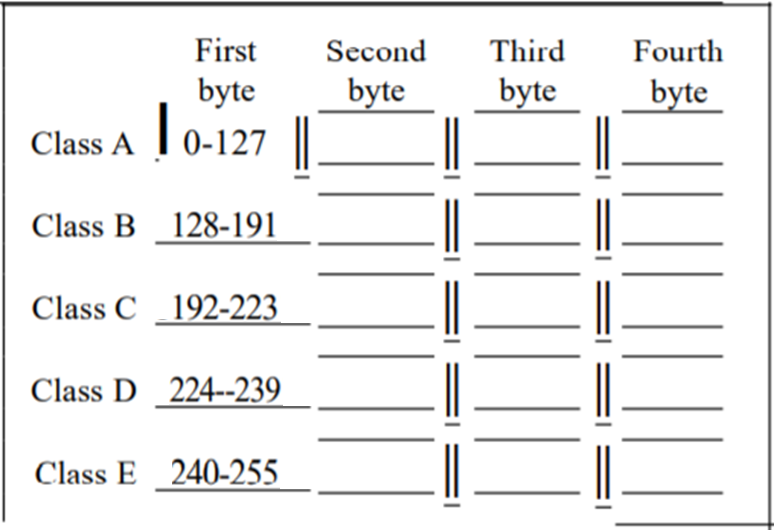 First Second Third Fourth
byte byte byte byte
Class A 0-127
Class B 128-191
Class C 192-223
Class D 224--239
Class E 240-255